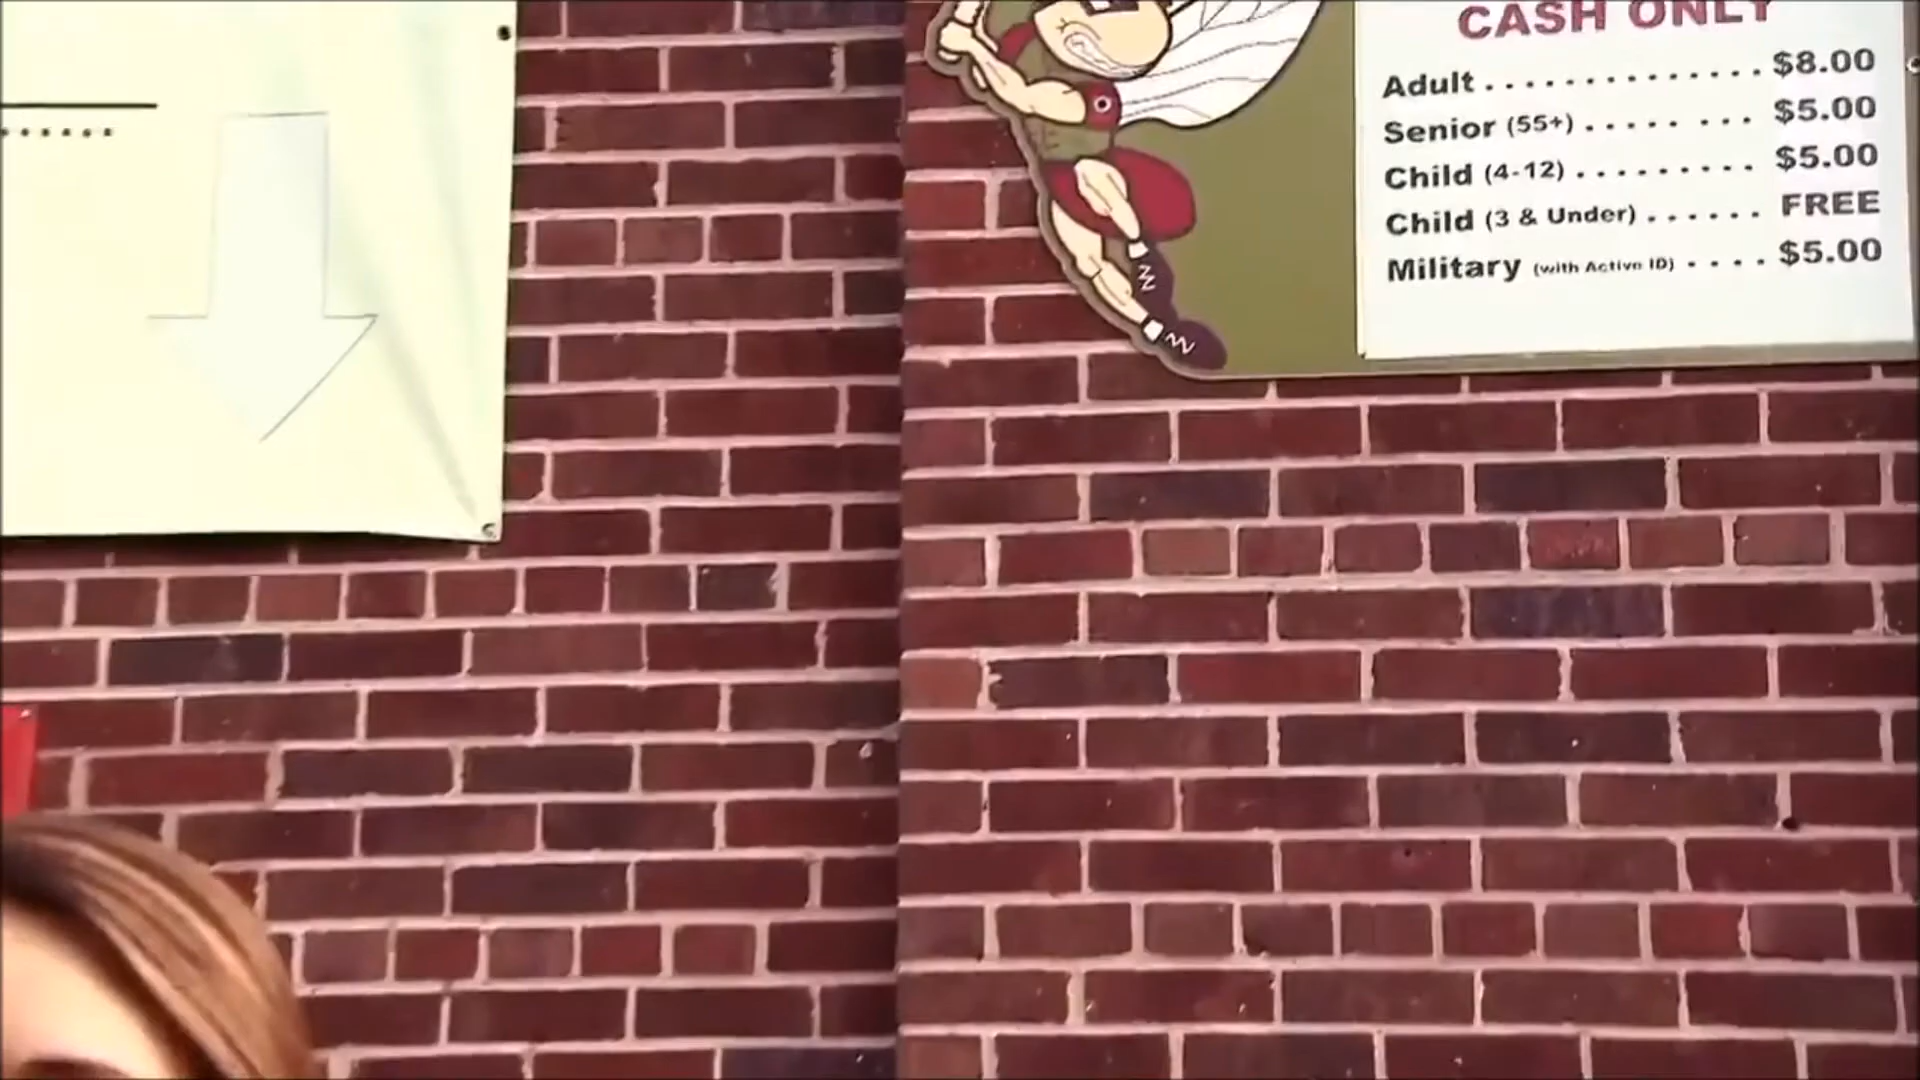 CASH ONLY
Adult . . . . . . . . . . . . . . $8.00
Senior (55+) . . . . . . . . . $5.00
Child (4-12) . . . . . . . . . $5.00
Child (3 & Under) . . . . . . FREE
Military (with Active ID) . . . . $5.00